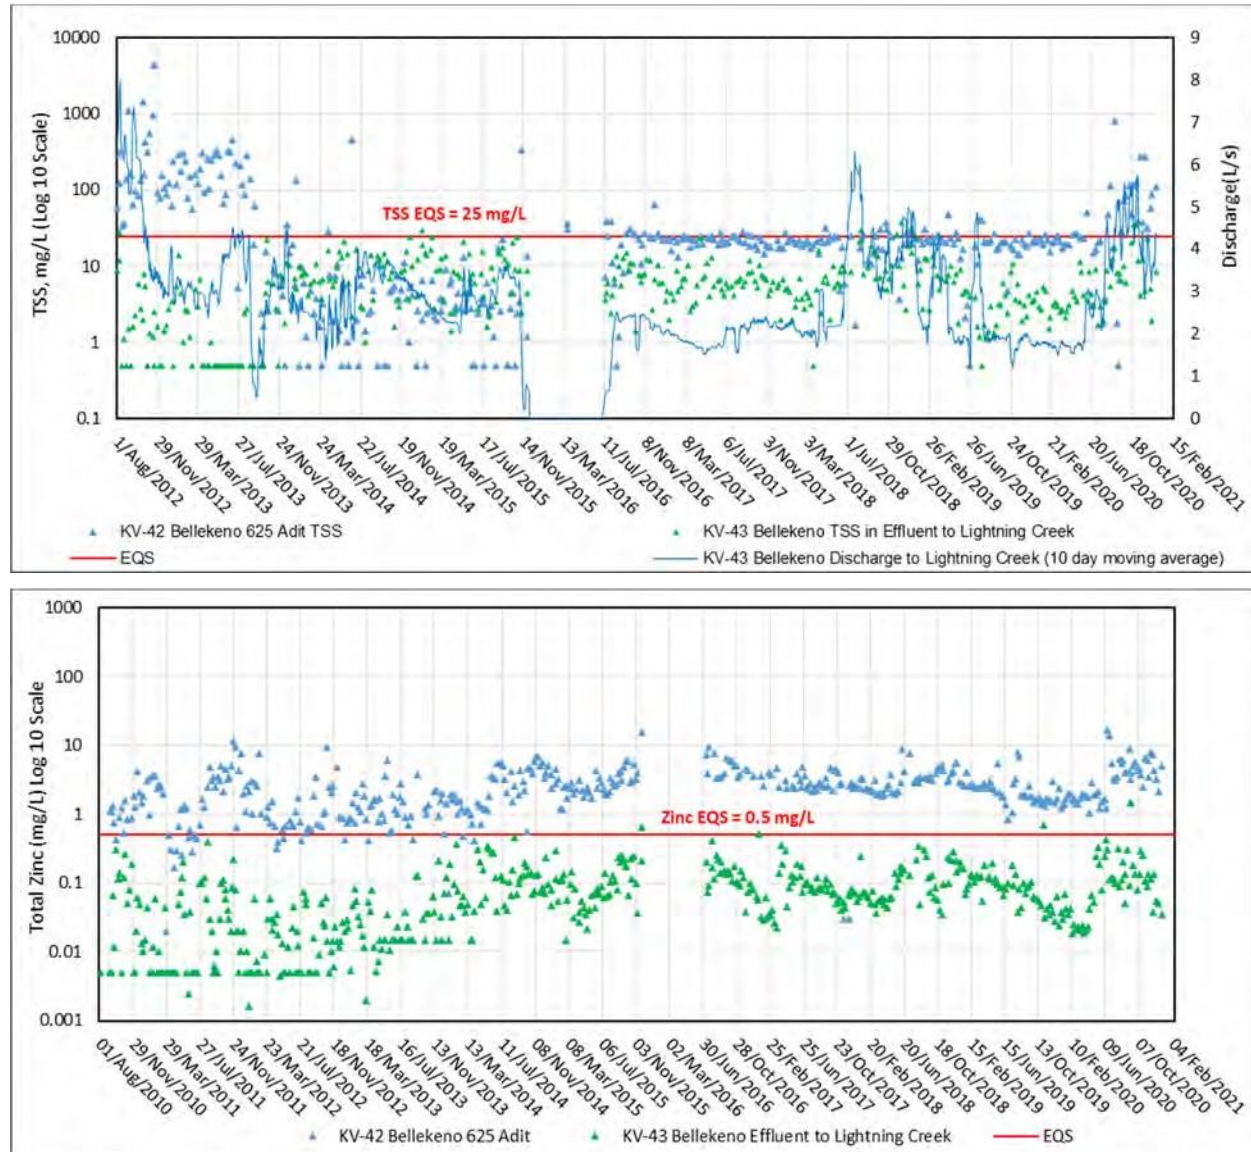 10000
1000
100
10
1
0.1
TSS, mg/L (Log 10 Scale)
TSS EQS = 25 mg/L
9
8
7
6
5
4
3
2
1
0
Discharge(L/s)
1/Aug/2012
29/Nov/2012
29/Mar/2013
27/Jul/2013
24/Nov/2013
24/Mar/2014
22/Jul/2014
19/Nov/2014
19/Mar/2015
17/Jul/2015
14/Nov/2015
13/Mar/2016
11/Jul/2016
8/Nov/2016
8/Mar/2017
6/Jul/2017
3/Nov/2017
3/Mar/2018
1/Jul/2018
29/Oct/2018
26/Feb/2019
26/Jun/2019
24/Oct/2019
21/Feb/2020
20/Jun/2020
18/Oct/2020
15/Feb/2021
KV-42 Bellekeno 625 Adit TSS
KV-43 Bellekeno TSS in Effluent to Lightning Creek
EQS
KV-43 Bellekeno Discharge to Lightning Creek (10 day moving average)
1000
100
10
1
0.1
0.01
0.001
Total Zinc (mg/L) Log 10 Scale
Zinc EQS = 0.5 mg/L
01/Aug/2010
29/Nov/2010
29/Mar/2011
27/Jul/2011
24/Nov/2011
23/Mar/2012
21/Jul/2012
18/Nov/2012
18/Mar/2013
16/Jul/2013
13/Nov/2013
13/Mar/2014
11/Jul/2014
08/Nov/2014
08/Mar/2015
06/Jul/2015
03/Nov/2015
02/Mar/2016
30/Jun/2016
28/Oct/2016
25/Feb/2017
25/Jun/2017
23/Oct/2017
20/Feb/2018
20/Jun/2018
18/Oct/2018
15/Feb/2019
15/Jun/2019
13/Oct/2019
10/Feb/2020
09/Jun/2020
07/Oct/2020
04/Feb/2021
KV-42 Bellekeno 625 Adit
KV-43 Bellekeno Effluent to Lightning Creek
EQS